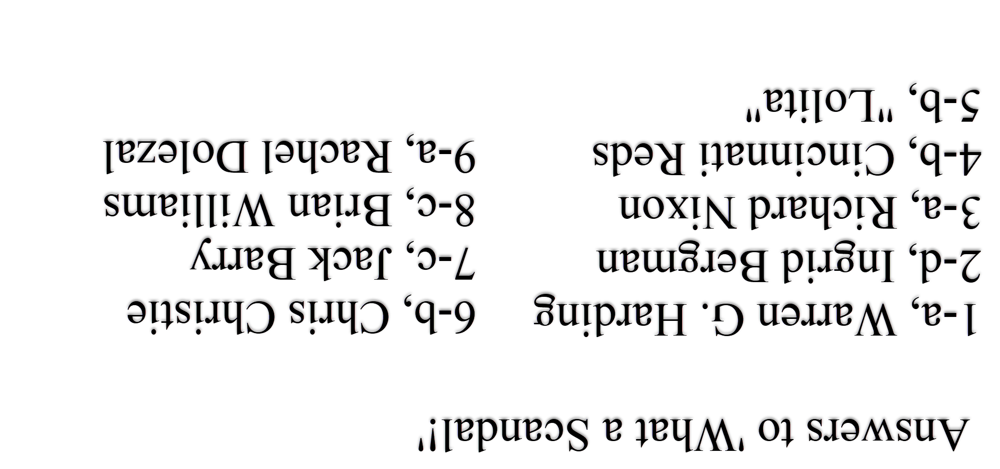 Answers to 'What a Scandal!'
1-a, Warren G. Harding
2-d, Ingrid Bergman
3-a, Richard Nixon
4-b, Cincinnati Reds
5-b, "Lolita"
6-b, Chris Christie
7-c, Jack Barry
8-c, Brian Williams
9-a, Rachel Dolezal